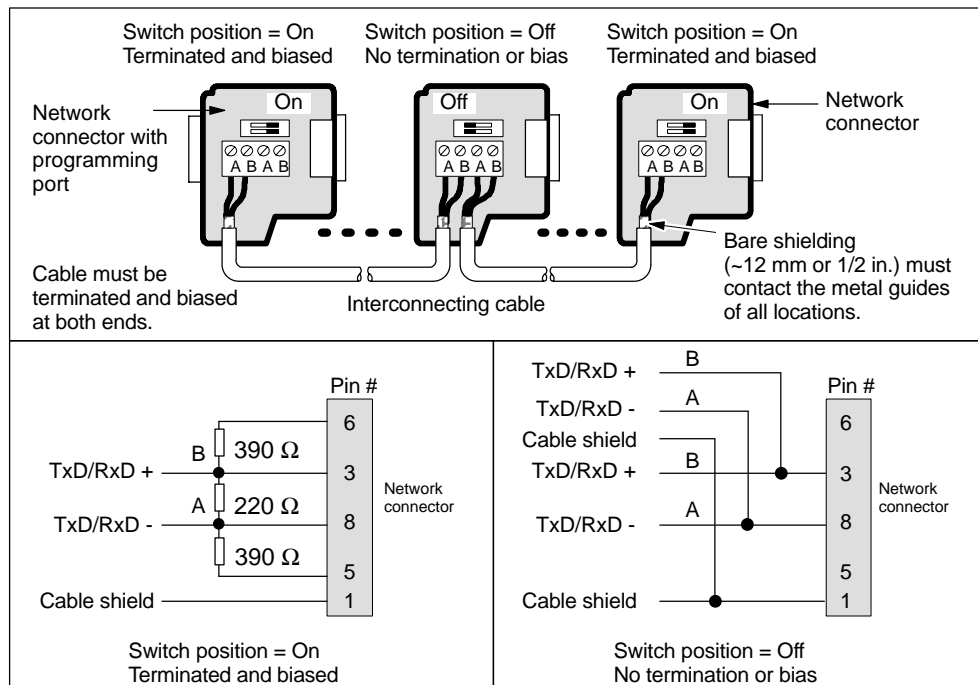 Switch position = On
Terminated and biased
Switch position = Off
No termination or bias
Switch position = On
Terminated and biased
Network
connector with
programming
port
On
A B A B
Off
A B A B
On
A B A B
Network
connector
Cable must be
terminated and biased
at both ends.
Interconnecting cable
Bare shielding
(~12 mm or 1/2 in.) must
contact the metal guides
of all locations.
Pin #
6
390 Ω
B
TxD/RxD +
3
A
220 Ω
TxD/RxD -
8
390 Ω
5
Cable shield
1
Network
connector
Switch position = On
Terminated and biased
TxD/RxD +
B
Pin #
TxD/RxD -
A
6
Cable shield
TxD/RxD +
B
3
Network
connector
TxD/RxD -
A
8
5
Cable shield
1
Switch position = Off
No termination or bias